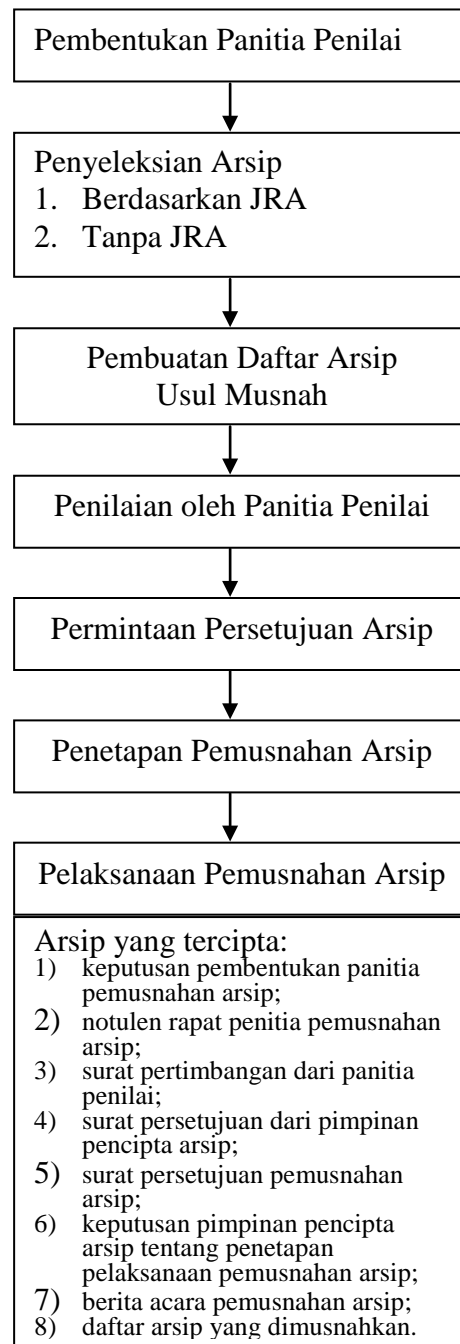 Pembentukan Panitia Penilai
Penyeleksian Arsip
1. Berdasarkan JRA
2. Tanpa JRA
Pembuatan Daftar Arsip
Usul Musnah
Penilaian oleh Panitia Penilai
Permintaan Persetujuan Arsip
Penetapan Pemusnahan Arsip
Pelaksanaan Pemusnahan Arsip
Arsip yang tercipta:
1) keputusan pembentukan panitia
pemusnahan arsip;
2) notulen rapat penitia pemusnahan
arsip;
3) surat pertimbangan dari panitia
penilai;
4) surat persetujuan dari pimpinan
pencipta arsip;
5) surat persetujuan pemusnahan
arsip;
6) keputusan pimpinan pencipta
arsip tentang penetapan
pelaksanaan pemusnahan arsip;
7) berita acara pemusnahan arsip;
8) daftar arsip yang dimusnahkan.